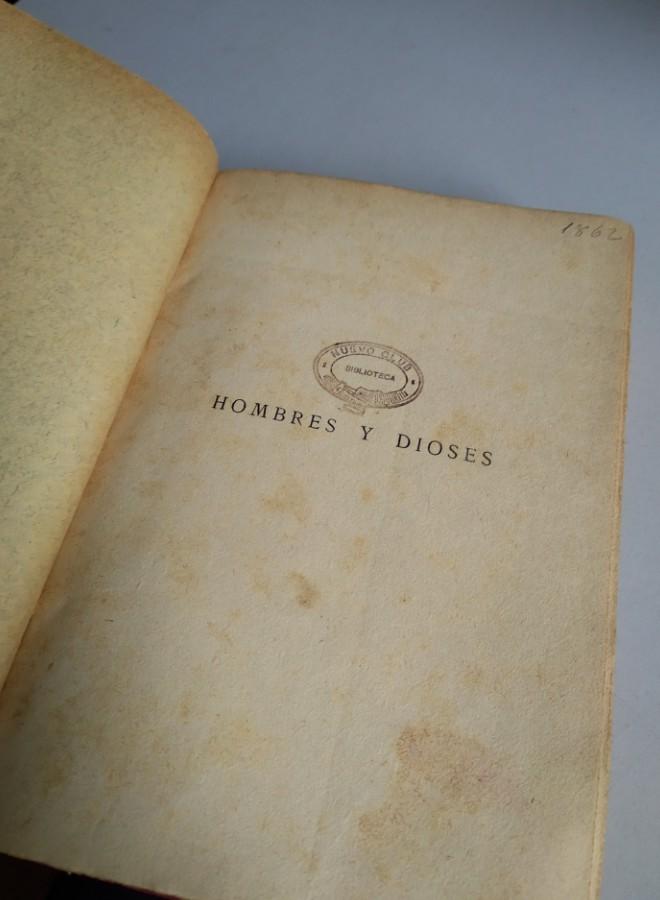 1862
NUEVO CLUB
BIBLIOTECA
HOMBRES Y DIOSES